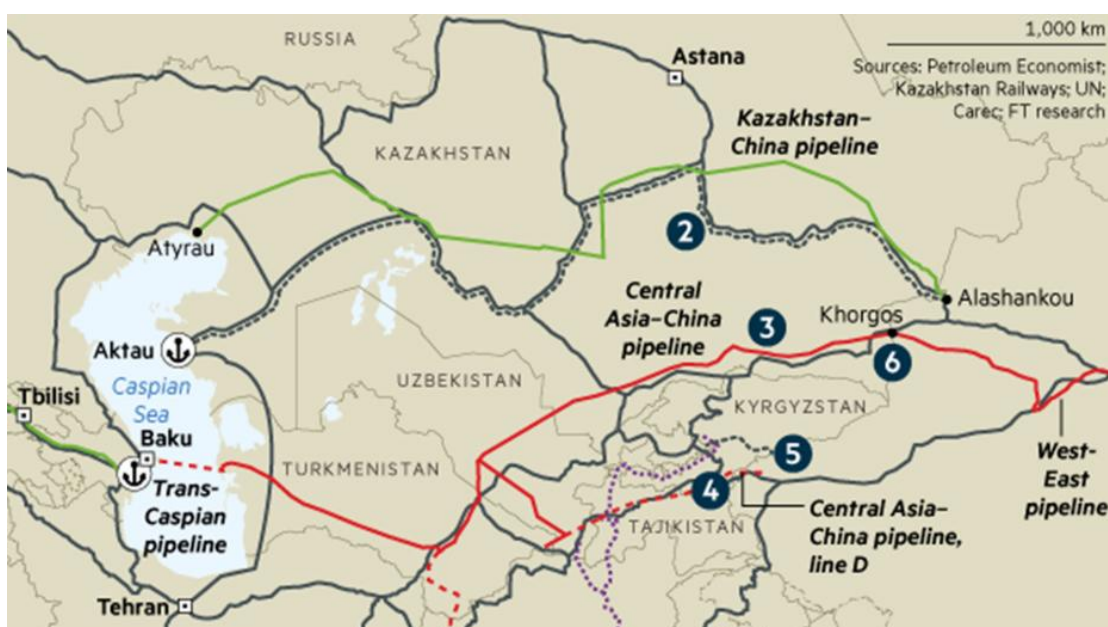 RUSSIA
1,000 km
Astana
Sources: Petroleum Economist;
Kazakhstan Railways; UN;
Carec; FT research
Kazakhstan–
China pipeline
KAZAKHSTAN
2
Atyrau
Central
Asia–China
pipeline
3
Khorgos
Alashankou
Aktau
6
Caspian
Sea
UZBEKISTAN
KYRGYZSTAN
Tbilisi
Baku
TURKMENISTAN
5
West-
East
pipeline
Trans-
Caspian
pipeline
4
TAJIKISTAN
Central Asia–
China pipeline,
line D
Tehran